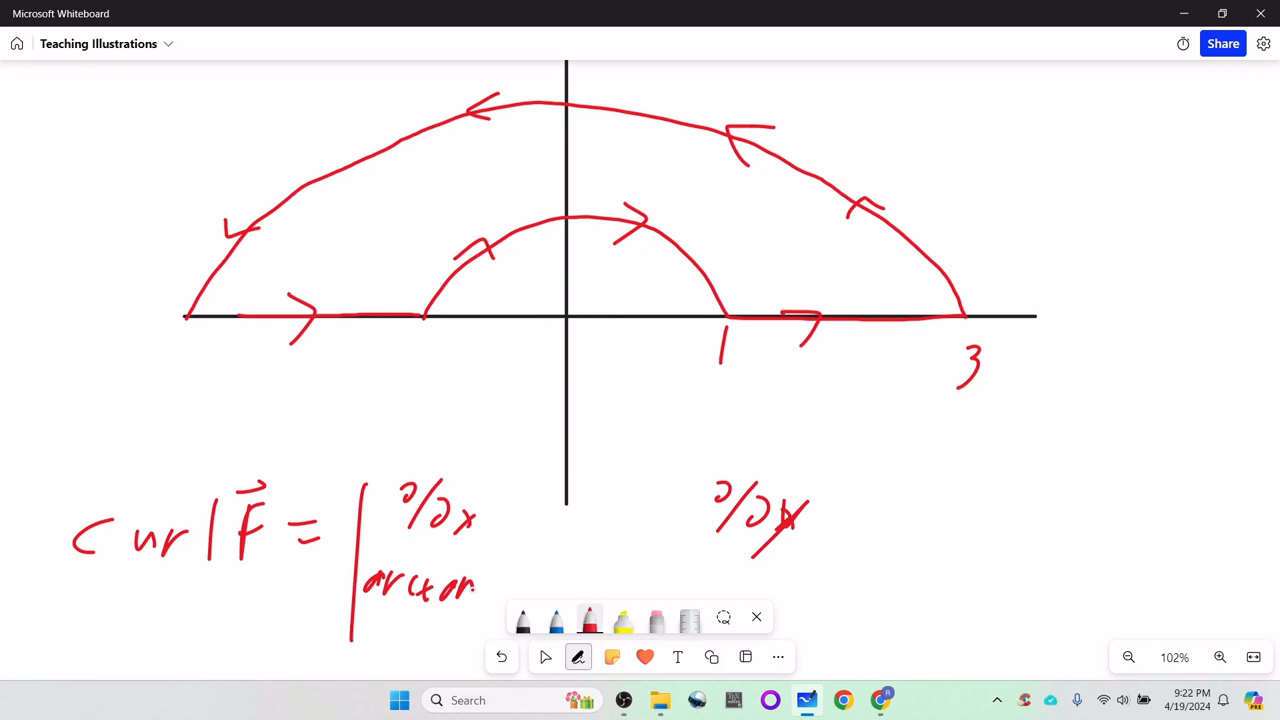 Microsoft Whiteboard
Teaching Illustrations
Share
1
3
curl F⃗ = | ∂/∂x ∂/∂y
arctan
102%
Search
9:22 PM
4/19/2024